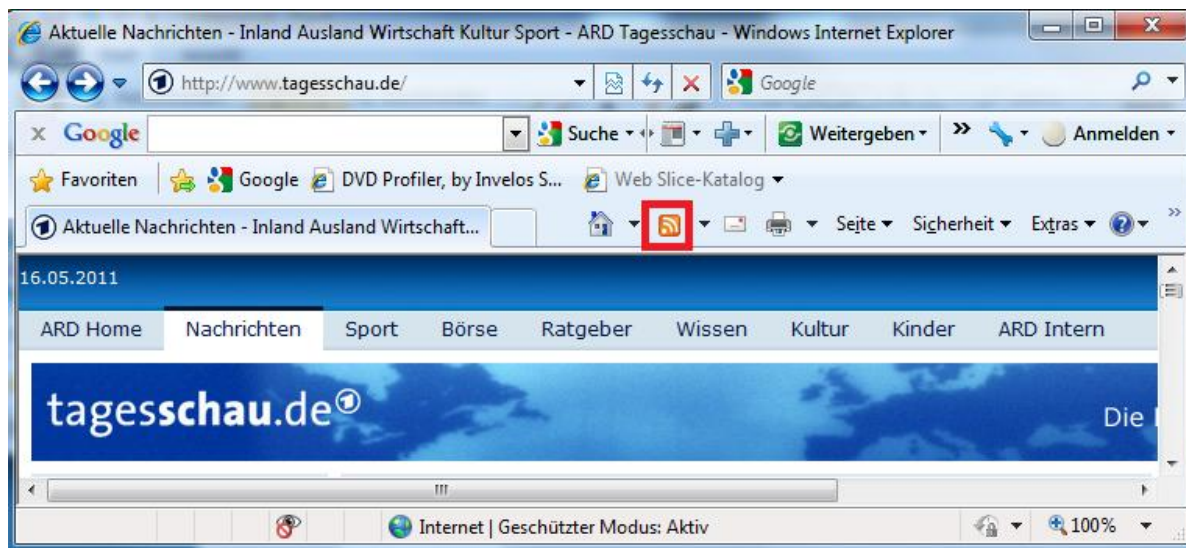 Aktuelle Nachrichten - Inland Ausland Wirtschaft Kultur Sport - ARD Tagesschau - Windows Internet Explorer
http://www.tagesschau.de/ Google
x Google Suche Weitergeben » Anmelden
Favoriten Google DVD Profiler, by Invelos S... Web Slice-Katalog
Aktuelle Nachrichten - Inland Ausland Wirtschaft... Seite Sicherheit Extras »
16.05.2011
ARD Home Nachrichten Sport Börse Ratgeber Wissen Kultur Kinder ARD Intern
tagesschau.de Die
Internet | Geschützter Modus: Aktiv 100%